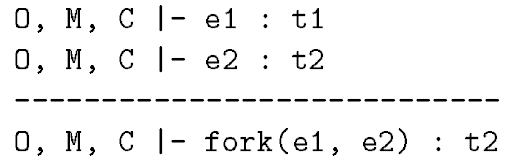 O, M, C |- e1 : t1
O, M, C |- e2 : t2
----------------------------
O, M, C |- fork(e1, e2) : t2